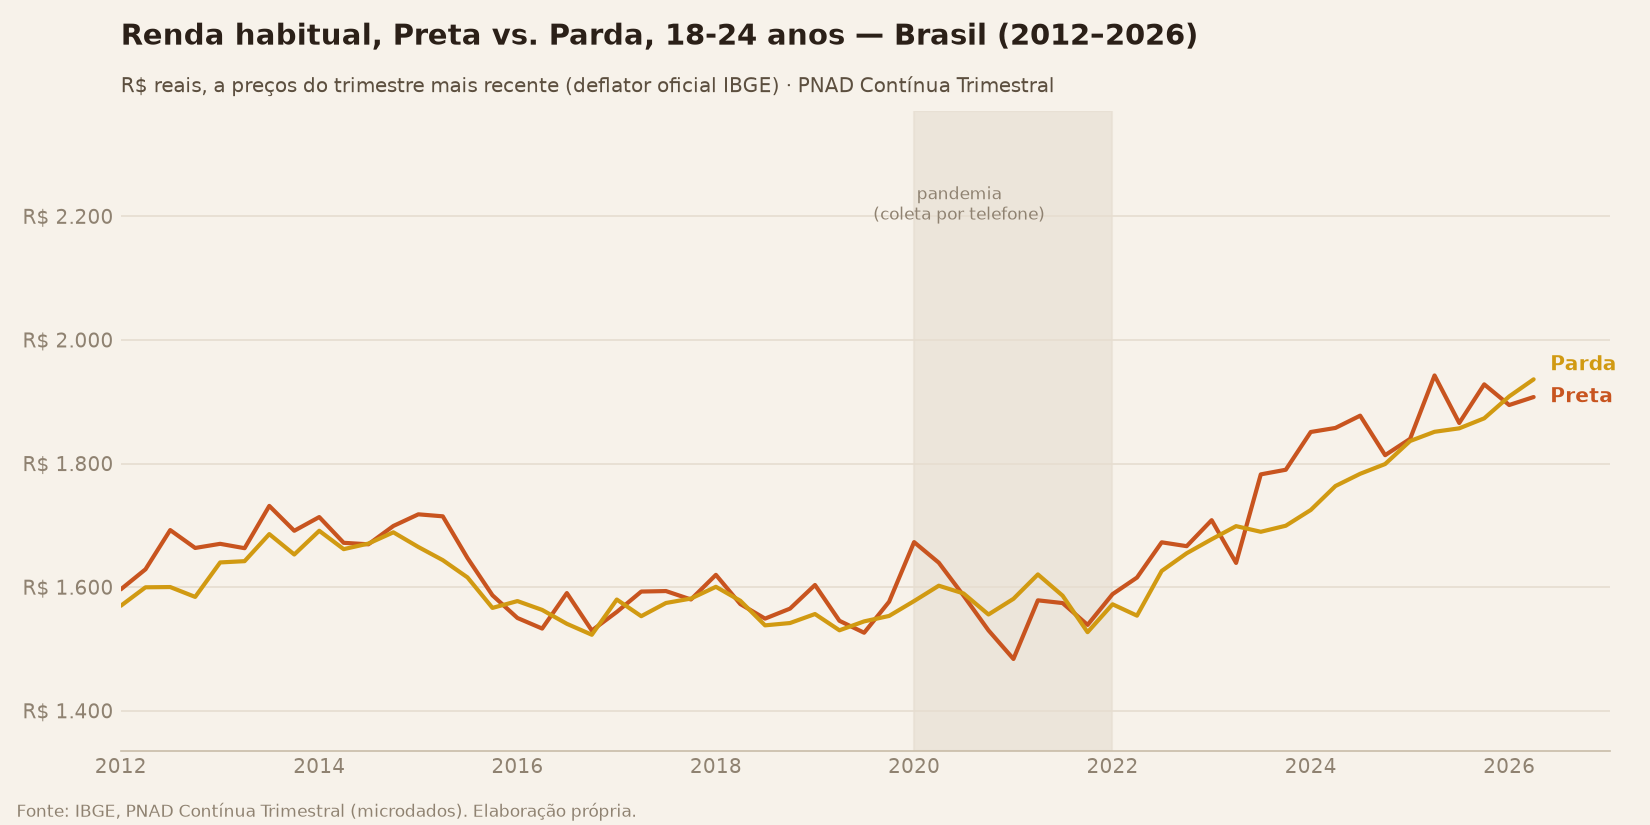 Renda habitual, Preta vs. Parda, 18-24 anos — Brasil (2012–2026)
R$ reais, a preços do trimestre mais recente (deflator oficial IBGE) · PNAD Contínua Trimestral
pandemia
(coleta por telefone)
R$ 2.200
R$ 2.000
Parda
Preta
R$ 1.800
R$ 1.600
R$ 1.400
2012 2014 2016 2018 2020 2022 2024 2026
Fonte: IBGE, PNAD Contínua Trimestral (microdados). Elaboração própria.